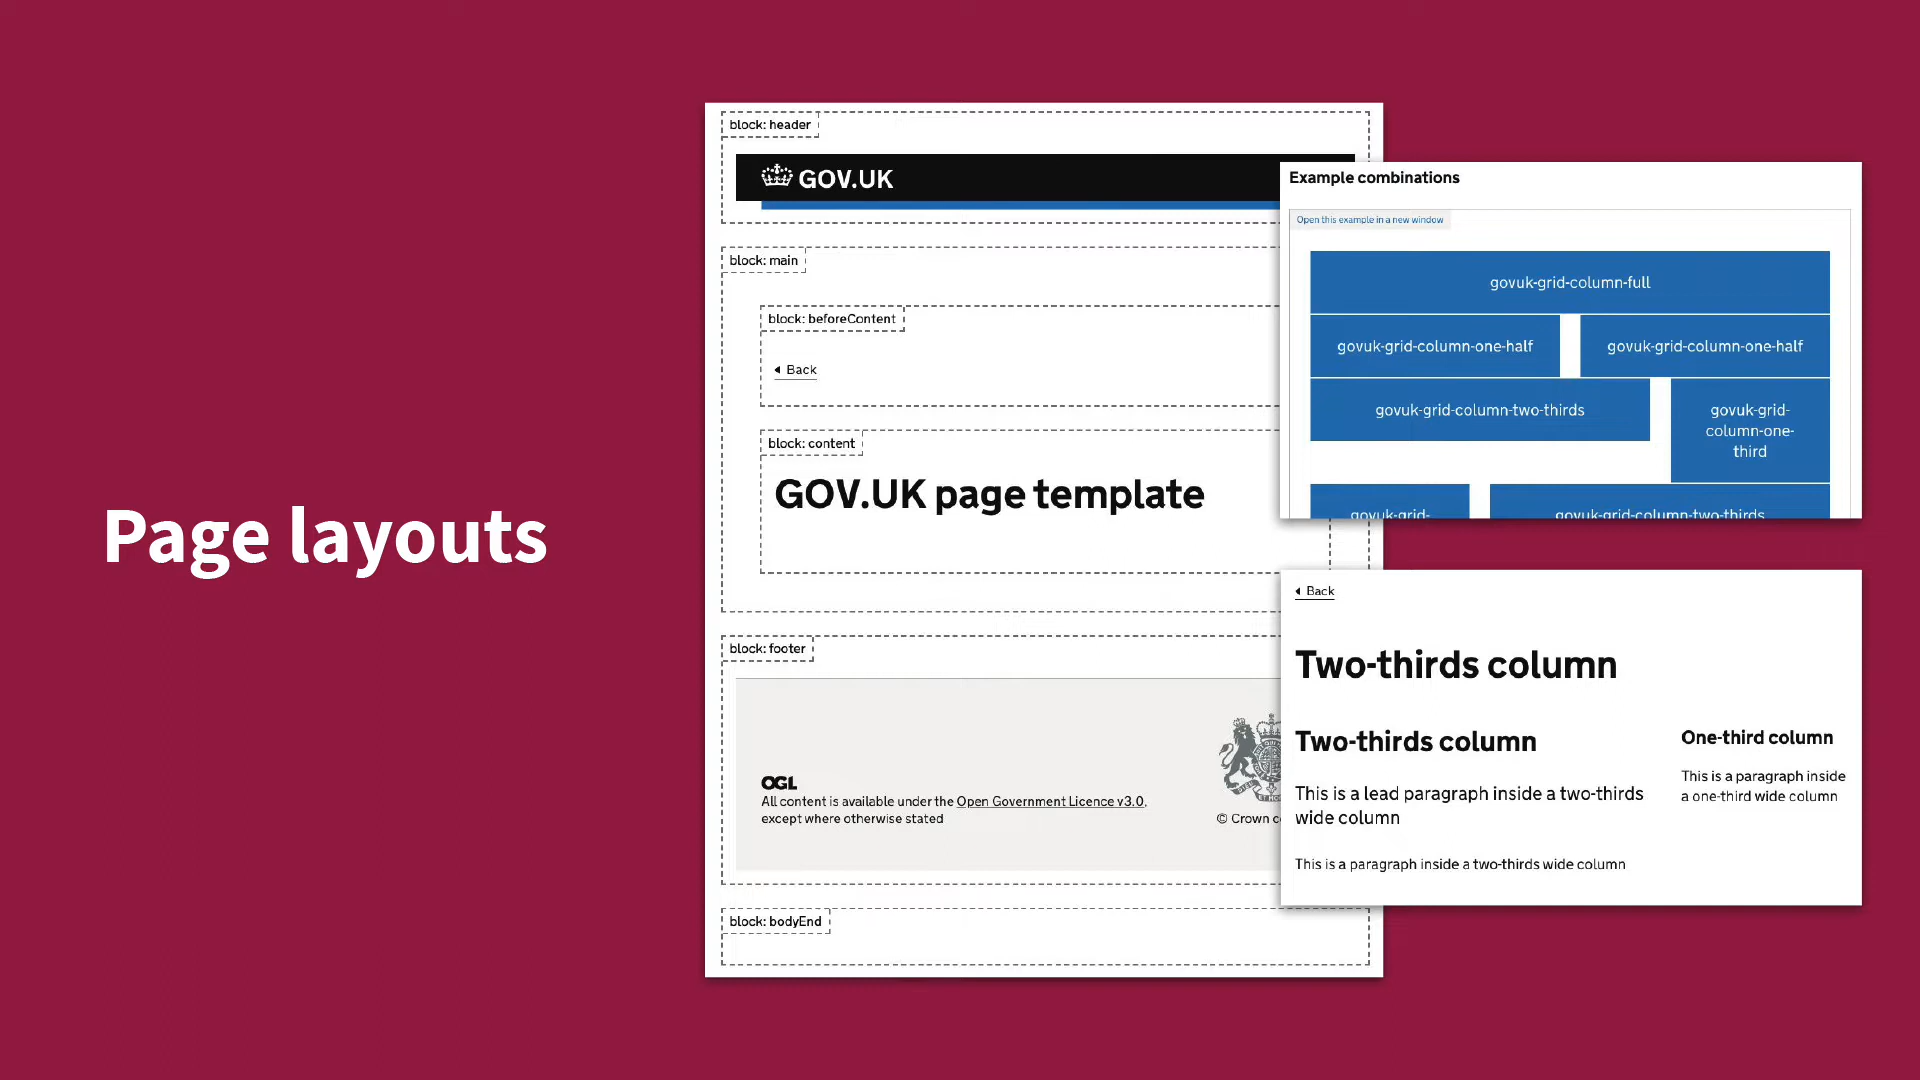 Page layouts
block: header
GOV.UK
block: main
block: beforeContent
Back
block: content
GOV.UK page template
block: footer
OGL
All content is available under the Open Government Licence v3.0,
except where otherwise stated
© Crown
block: bodyEnd
Example combinations
Open this example in a new window
govuk-grid-column-full
govuk-grid-column-one-half
govuk-grid-column-one-half
govuk-grid-column-two-thirds
govuk-grid-
column-one-
third
govuk-grid-
govuk-grid-column-two-thirds
Back
Two-thirds column
Two-thirds column
This is a lead paragraph inside a two-thirds
wide column
This is a paragraph inside a two-thirds wide column
One-third column
This is a paragraph inside
a one-third wide column